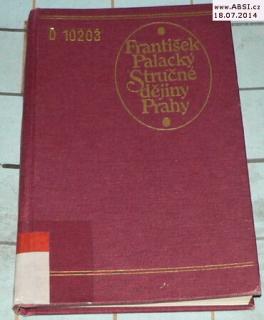 www.ABSI.cz
18.07.2014
D 10203
František
Palacký
Stručné
dějiny
Prahy